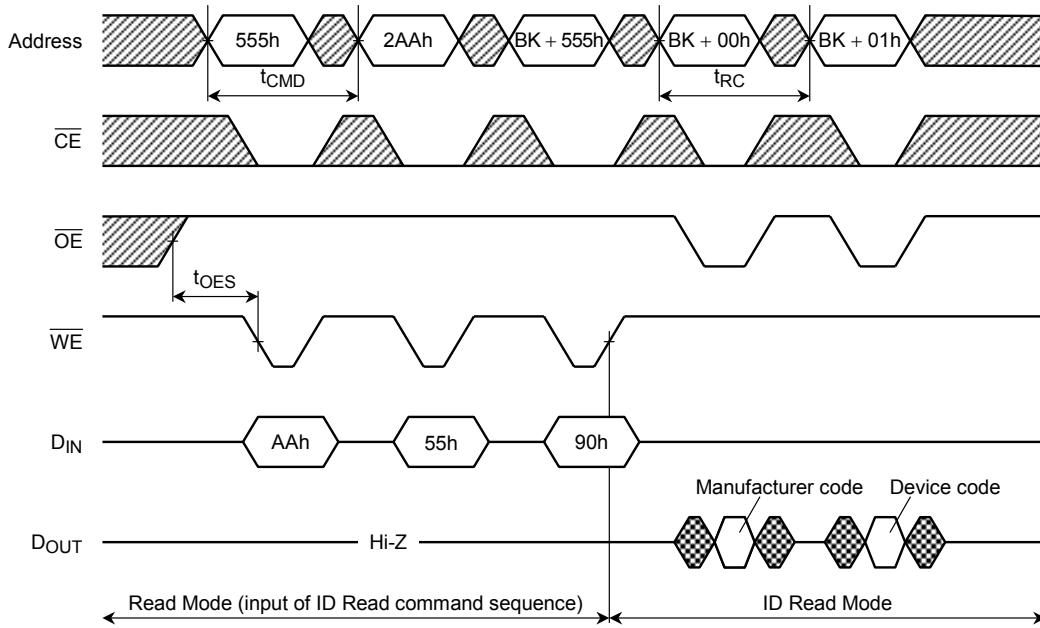 Address 555h 2AAh BK + 555h BK + 00h BK + 01h
tCMD tRC
CE
OE
tOES
WE
DIN AAh 55h 90h
Manufacturer code Device code
DOUT Hi-Z
Read Mode (input of ID Read command sequence) ID Read Mode